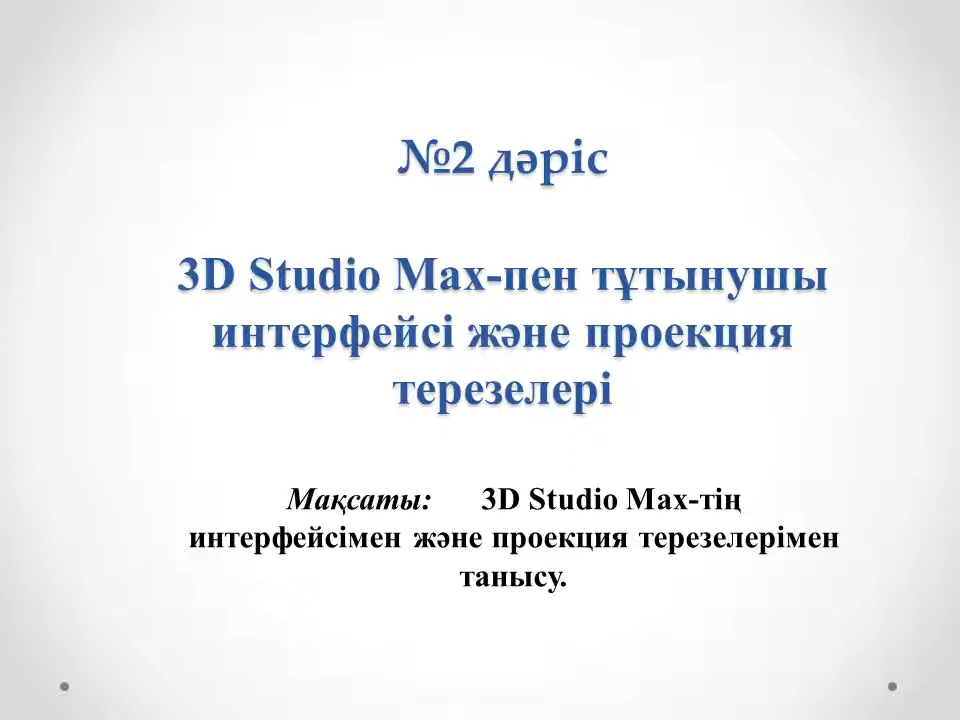 №2 дәріс
3D Studio Max-пен тұтынушы
интерфейсі және проекция
терезелері
Мақсаты: 3D Studio Max-тің
интерфейсімен және проекция терезелерімен
танысу.